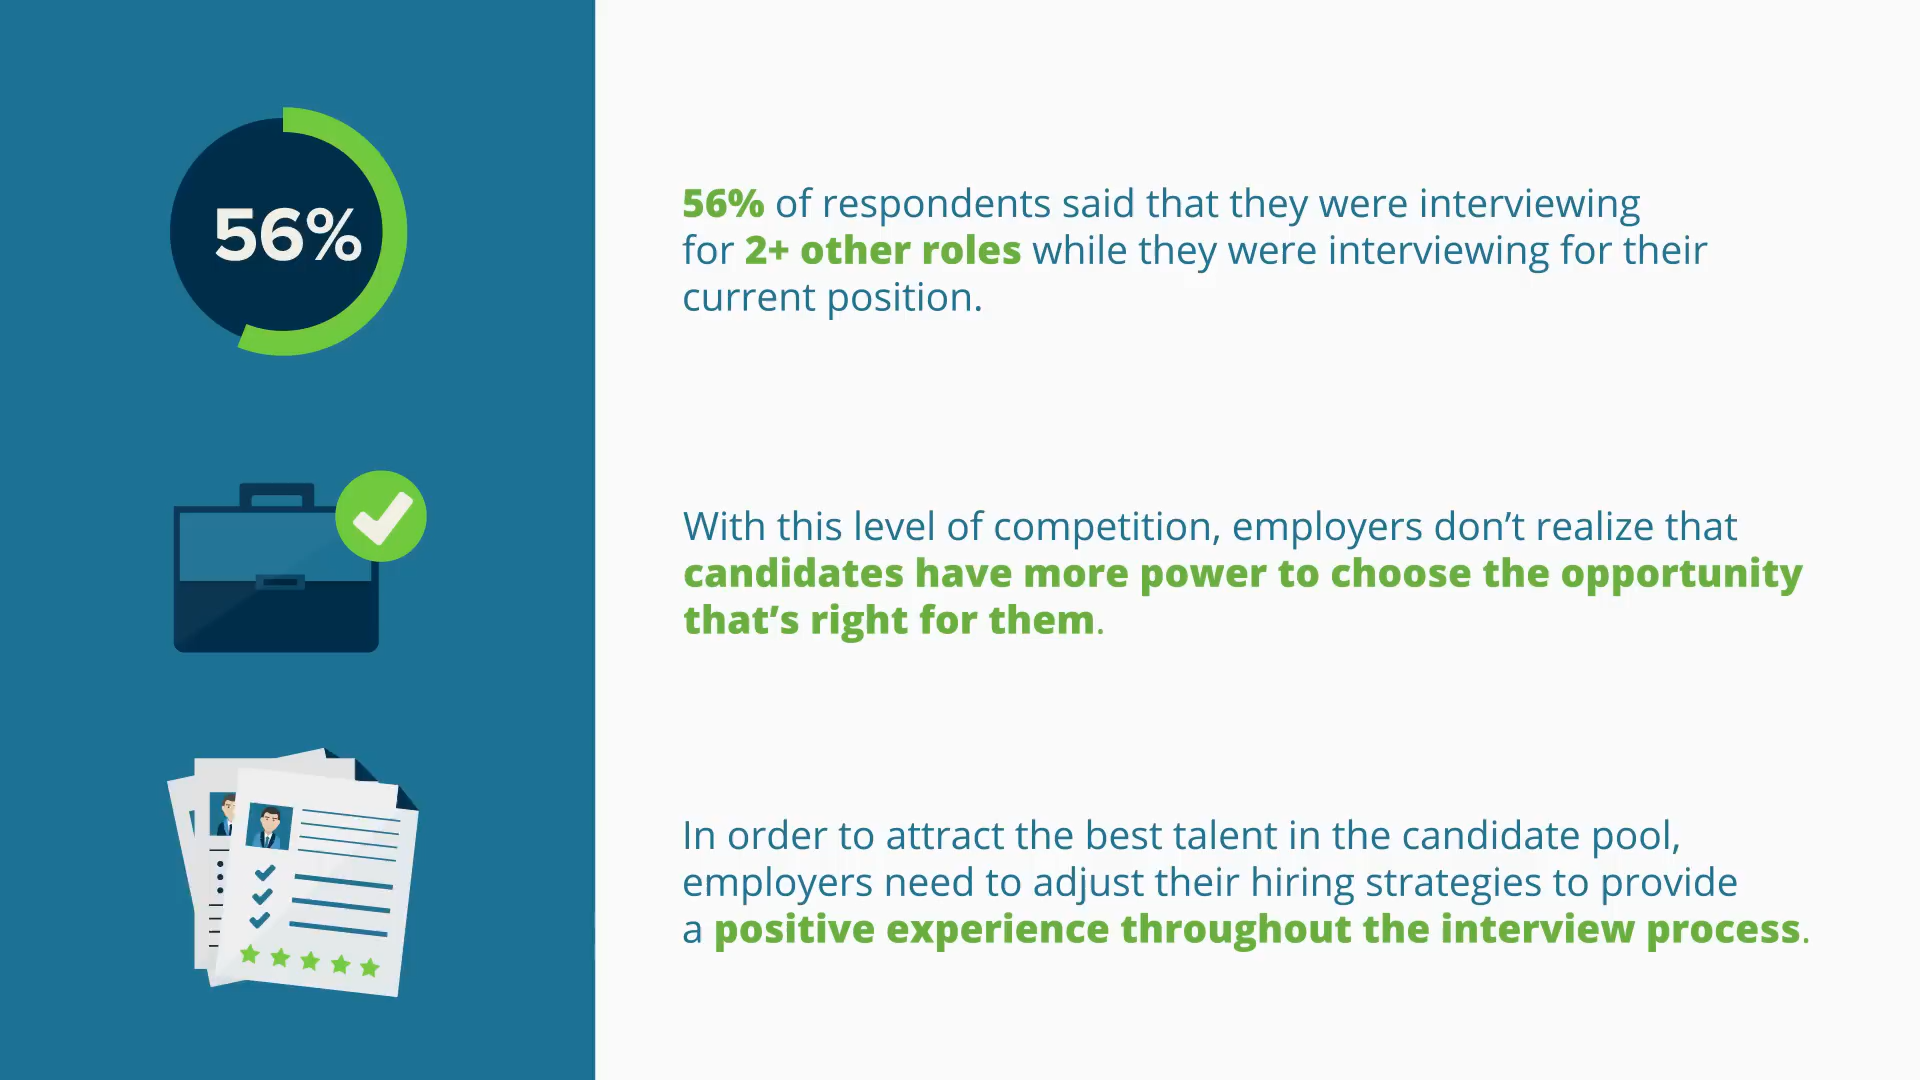 56%
56% of respondents said that they were interviewing
for 2+ other roles while they were interviewing for their
current position.
With this level of competition, employers don’t realize that
candidates have more power to choose the opportunity
that’s right for them.
In order to attract the best talent in the candidate pool,
employers need to adjust their hiring strategies to provide
a positive experience throughout the interview process.